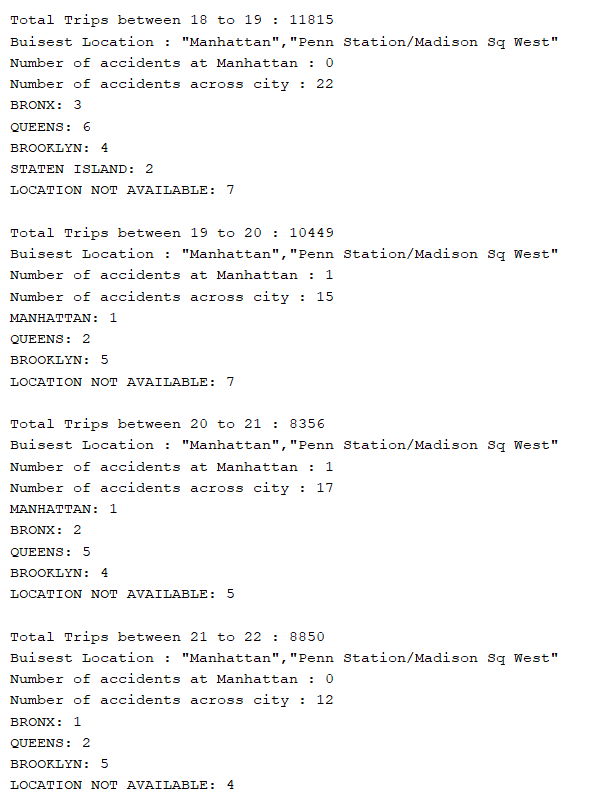 Total Trips between 18 to 19 : 11815
Buisest Location : "Manhattan","Penn Station/Madison Sq West"
Number of accidents at Manhattan : 0
Number of accidents across city : 22
BRONX: 3
QUEENS: 6
BROOKLYN: 4
STATEN ISLAND: 2
LOCATION NOT AVAILABLE: 7
Total Trips between 19 to 20 : 10449
Buisest Location : "Manhattan","Penn Station/Madison Sq West"
Number of accidents at Manhattan : 1
Number of accidents across city : 15
MANHATTAN: 1
QUEENS: 2
BROOKLYN: 5
LOCATION NOT AVAILABLE: 7
Total Trips between 20 to 21 : 8356
Buisest Location : "Manhattan","Penn Station/Madison Sq West"
Number of accidents at Manhattan : 1
Number of accidents across city : 17
MANHATTAN: 1
BRONX: 2
QUEENS: 5
BROOKLYN: 4
LOCATION NOT AVAILABLE: 5
Total Trips between 21 to 22 : 8850
Buisest Location : "Manhattan","Penn Station/Madison Sq West"
Number of accidents at Manhattan : 0
Number of accidents across city : 12
BRONX: 1
QUEENS: 2
BROOKLYN: 5
LOCATION NOT AVAILABLE: 4